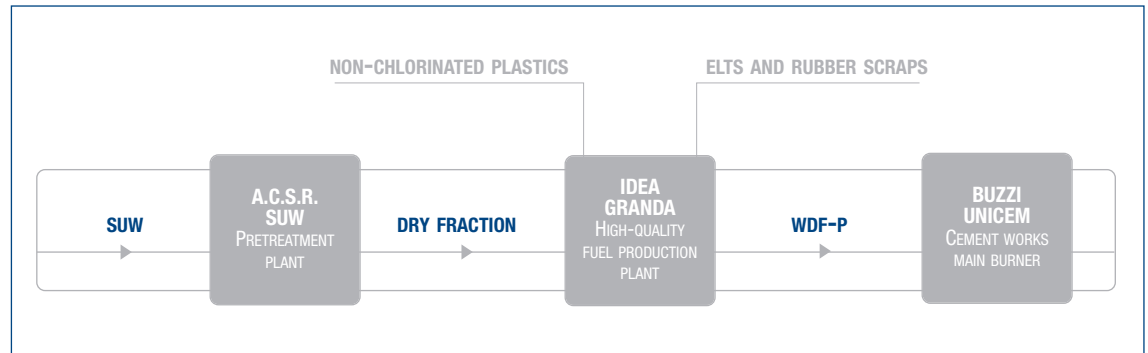 NON-CHLORINATED PLASTICS
ELTS AND RUBBER SCRAPS
SUW
A.C.S.R.
SUW
PRETREATMENT
PLANT
DRY FRACTION
IDEA
GRANDA
HIGH-QUALITY
FUEL PRODUCTION
PLANT
WDF-P
BUZZI
UNICEM
CEMENT WORKS
MAIN BURNER